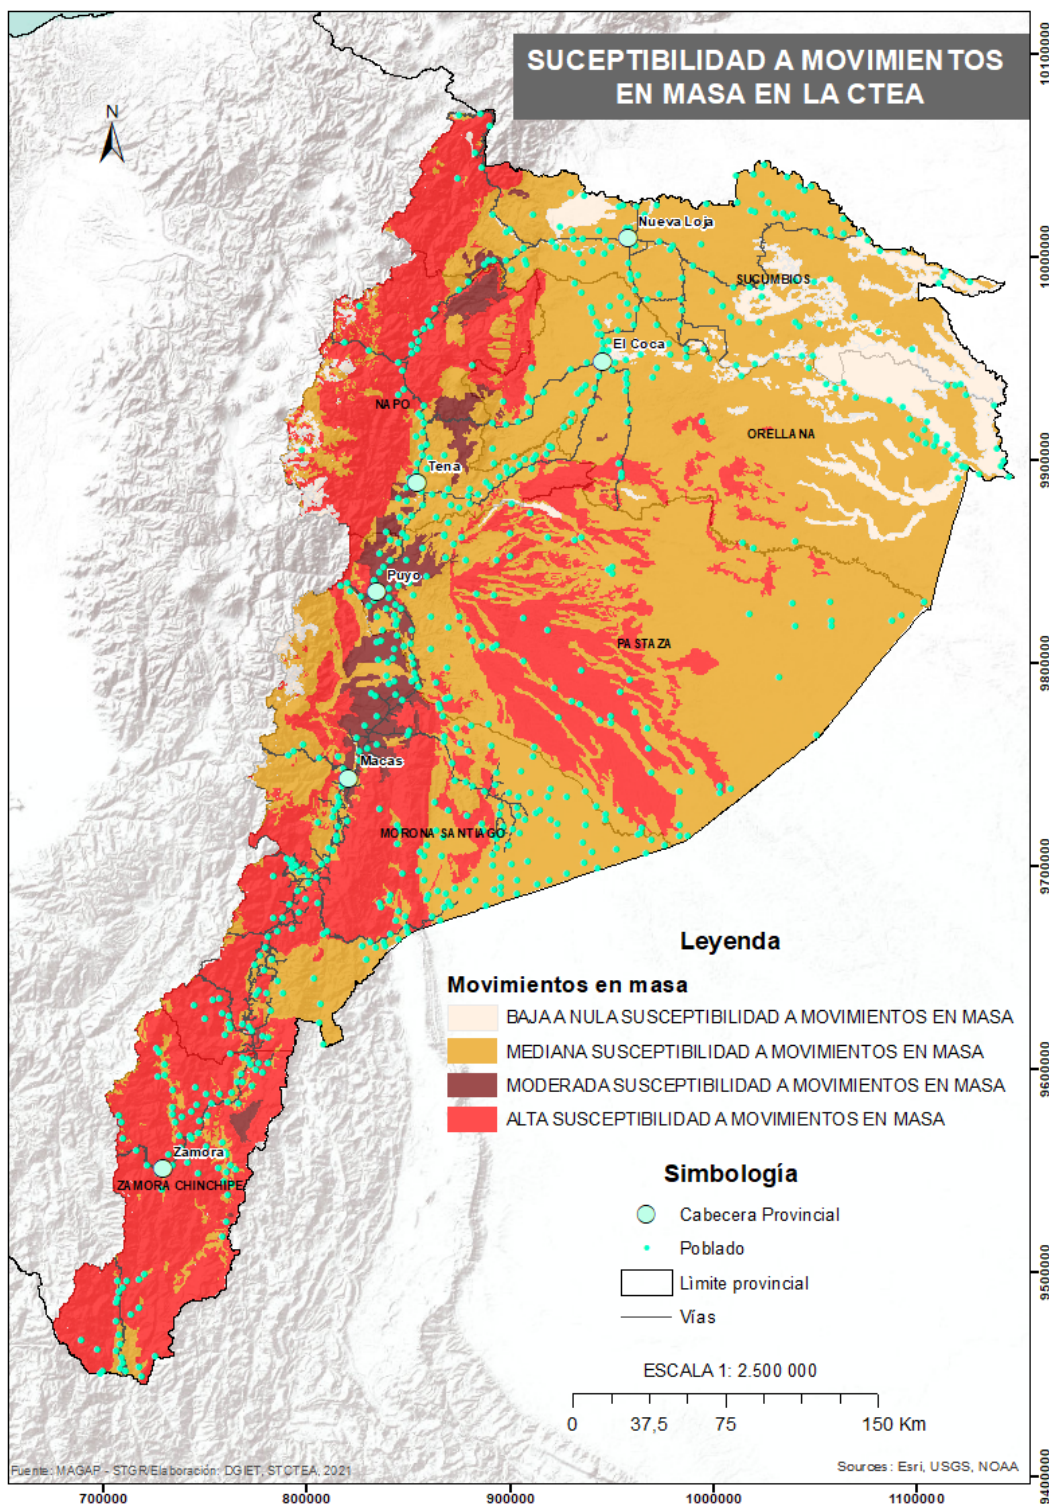 SUCEPTIBILIDAD A MOVIMIENTOS
EN MASA EN LA CTEA
N
Nueva Loja
SUCUMBIOS
El Coca
NAPO
ORELLANA
Tena
Puyo
PASTAZA
Macas
MORONA SANTIAGO
Zamora
ZAMORA CHINCHIPE
Leyenda
Movimientos en masa
BAJA A NULA SUSCEPTIBILIDAD A MOVIMIENTOS EN MASA
MEDIANA SUSCEPTIBILIDAD A MOVIMIENTOS EN MASA
MODERADA SUSCEPTIBILIDAD A MOVIMIENTOS EN MASA
ALTA SUSCEPTIBILIDAD A MOVIMIENTOS EN MASA
Simbología
Cabecera Provincial
Poblado
Lìmite provincial
Vías
ESCALA 1: 2.500 000
0 37,5 75 150 Km
Fuente: MAGAP - STGR/Elaboración: DGIET, STCTEA, 2021
Sources: Esri, USGS, NOAA
700000 800000 900000 1000000 1100000
10100000
10000000
9900000
9800000
9700000
9600000
9500000
9400000